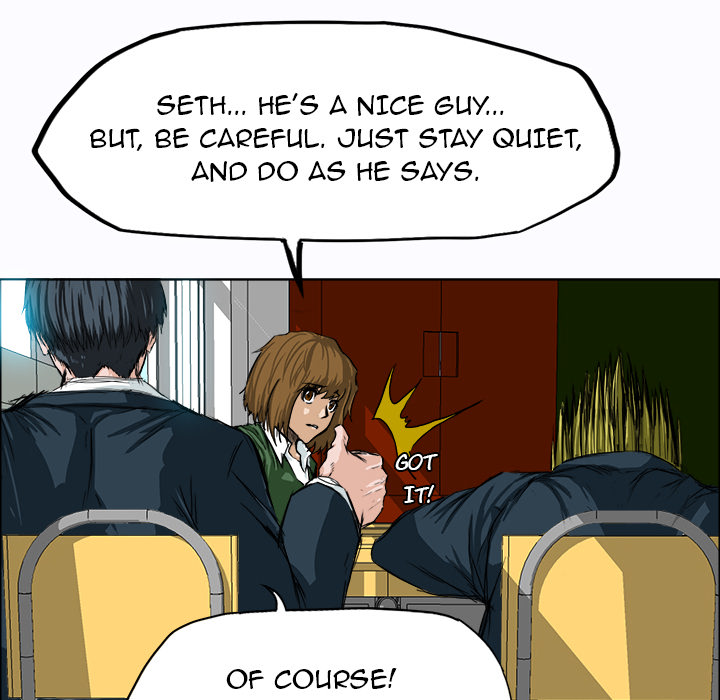 SETH... HE'S A NICE GUY...
BUT, BE CAREFUL. JUST STAY QUIET,
AND DO AS HE SAYS.
GOT
IT!
OF COURSE!